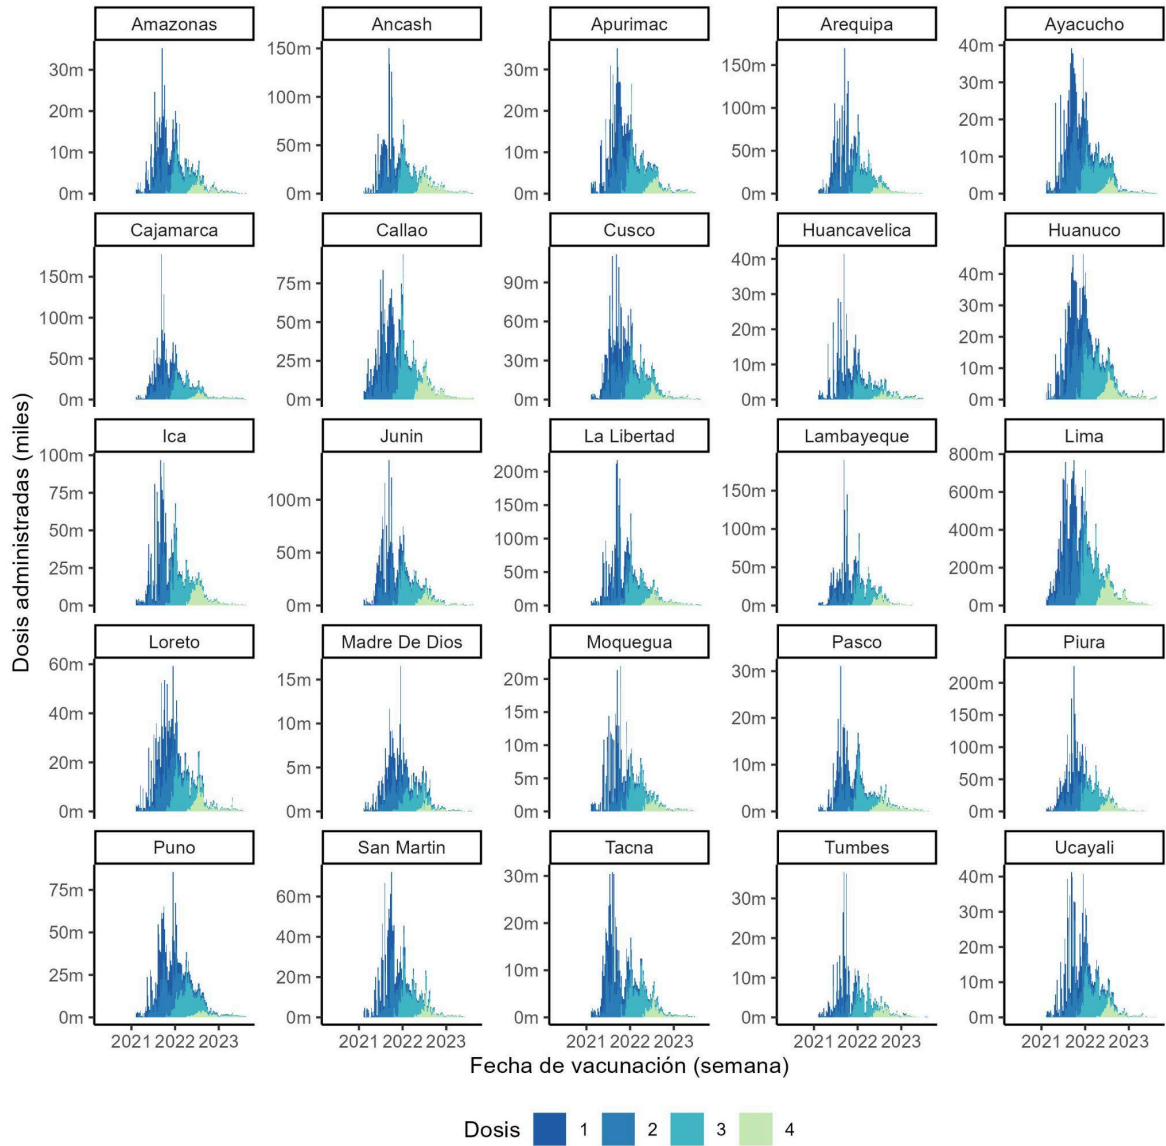 Amazonas Ancash Apurimac Arequipa Ayacucho
30m 20m 10m 0m
150m 100m 50m 0m
30m 20m 10m 0m
150m 100m 50m 0m
40m 30m 20m 10m 0m
Cajamarca Callao Cusco Huancavelica Huanuco
150m 100m 50m 0m
75m 50m 25m 0m
90m 60m 30m 0m
40m 30m 20m 10m 0m
40m 30m 20m 10m 0m
Ica Junin La Libertad Lambayeque Lima
100m 75m 50m 25m 0m
100m 50m 0m
200m 150m 100m 50m 0m
150m 100m 50m 0m
800m 600m 400m 200m 0m
Loreto Madre De Dios Moquegua Pasco Piura
60m 40m 20m 0m
15m 10m 5m 0m
20m 15m 10m 5m 0m
30m 20m 10m 0m
200m 150m 100m 50m 0m
Puno San Martin Tacna Tumbes Ucayali
75m 50m 25m 0m
60m 40m 20m 0m
30m 20m 10m 0m
30m 20m 10m 0m
40m 30m 20m 10m 0m
2021 2022 2023 2021 2022 2023 2021 2022 2023 2021 2022 2023 2021 2022 2023
Dosis administradas (miles)
Fecha de vacunación (semana)
Dosis 1 2 3 4